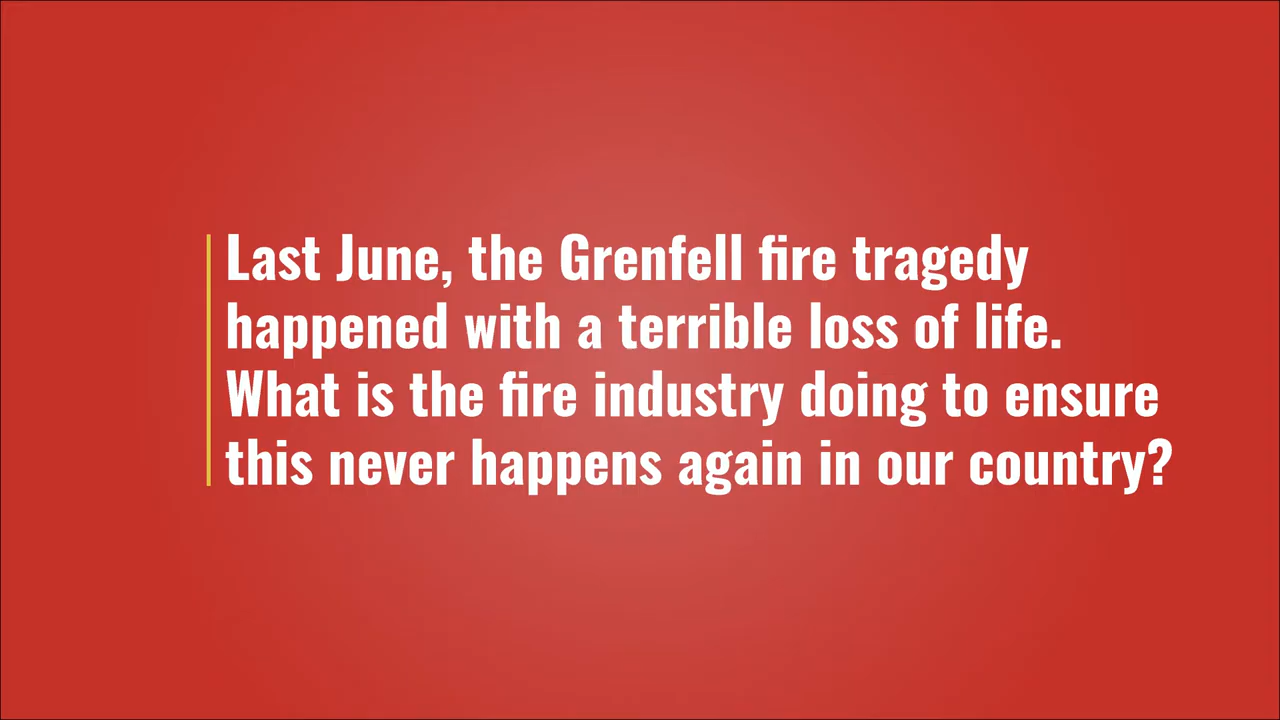 Last June, the Grenfell fire tragedy
happened with a terrible loss of life.
What is the fire industry doing to ensure
this never happens again in our country?